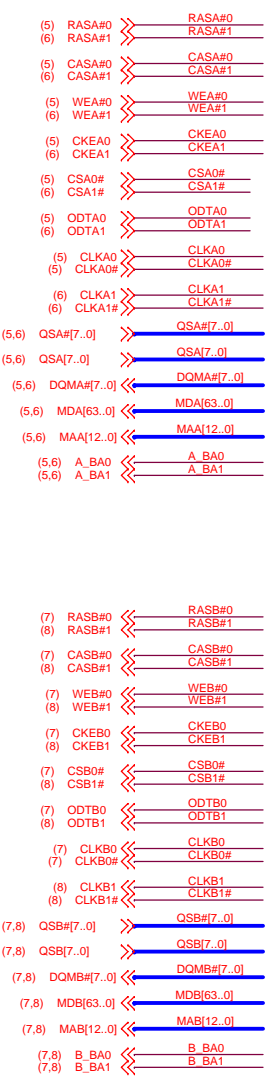 (5) RASA#0 RASA#0
(6) RASA#1 RASA#1
(5) CASA#0 CASA#0
(6) CASA#1 CASA#1
(5) WEA#0 WEA#0
(6) WEA#1 WEA#1
(5) CKEA0 CKEA0
(6) CKEA1 CKEA1
(5) CSA0# CSA0#
(6) CSA1# CSA1#
(5) ODTA0 ODTA0
(6) ODTA1 ODTA1
(5) CLKA0 CLKA0
(5) CLKA0# CLKA0#
(6) CLKA1 CLKA1
(6) CLKA1# CLKA1#
(5,6) QSA#[7..0] QSA#[7..0]
(5,6) QSA[7..0] QSA[7..0]
(5,6) DQMA#[7..0] DQMA#[7..0]
(5,6) MDA[63..0] MDA[63..0]
(5,6) MAA[12..0] MAA[12..0]
(5,6) A_BA0 A_BA0
(5,6) A_BA1 A_BA1
(7) RASB#0 RASB#0
(8) RASB#1 RASB#1
(7) CASB#0 CASB#0
(8) CASB#1 CASB#1
(7) WEB#0 WEB#0
(8) WEB#1 WEB#1
(7) CKEB0 CKEB0
(8) CKEB1 CKEB1
(7) CSB0# CSB0#
(8) CSB1# CSB1#
(7) ODTB0 ODTB0
(8) ODTB1 ODTB1
(7) CLKB0 CLKB0
(7) CLKB0# CLKB0#
(8) CLKB1 CLKB1
(8) CLKB1# CLKB1#
(7,8) QSB#[7..0] QSB#[7..0]
(7,8) QSB[7..0] QSB[7..0]
(7,8) DQMB#[7..0] DQMB#[7..0]
(7,8) MDB[63..0] MDB[63..0]
(7,8) MAB[12..0] MAB[12..0]
(7,8) B_BA0 B_BA0
(7,8) B_BA1 B_BA1